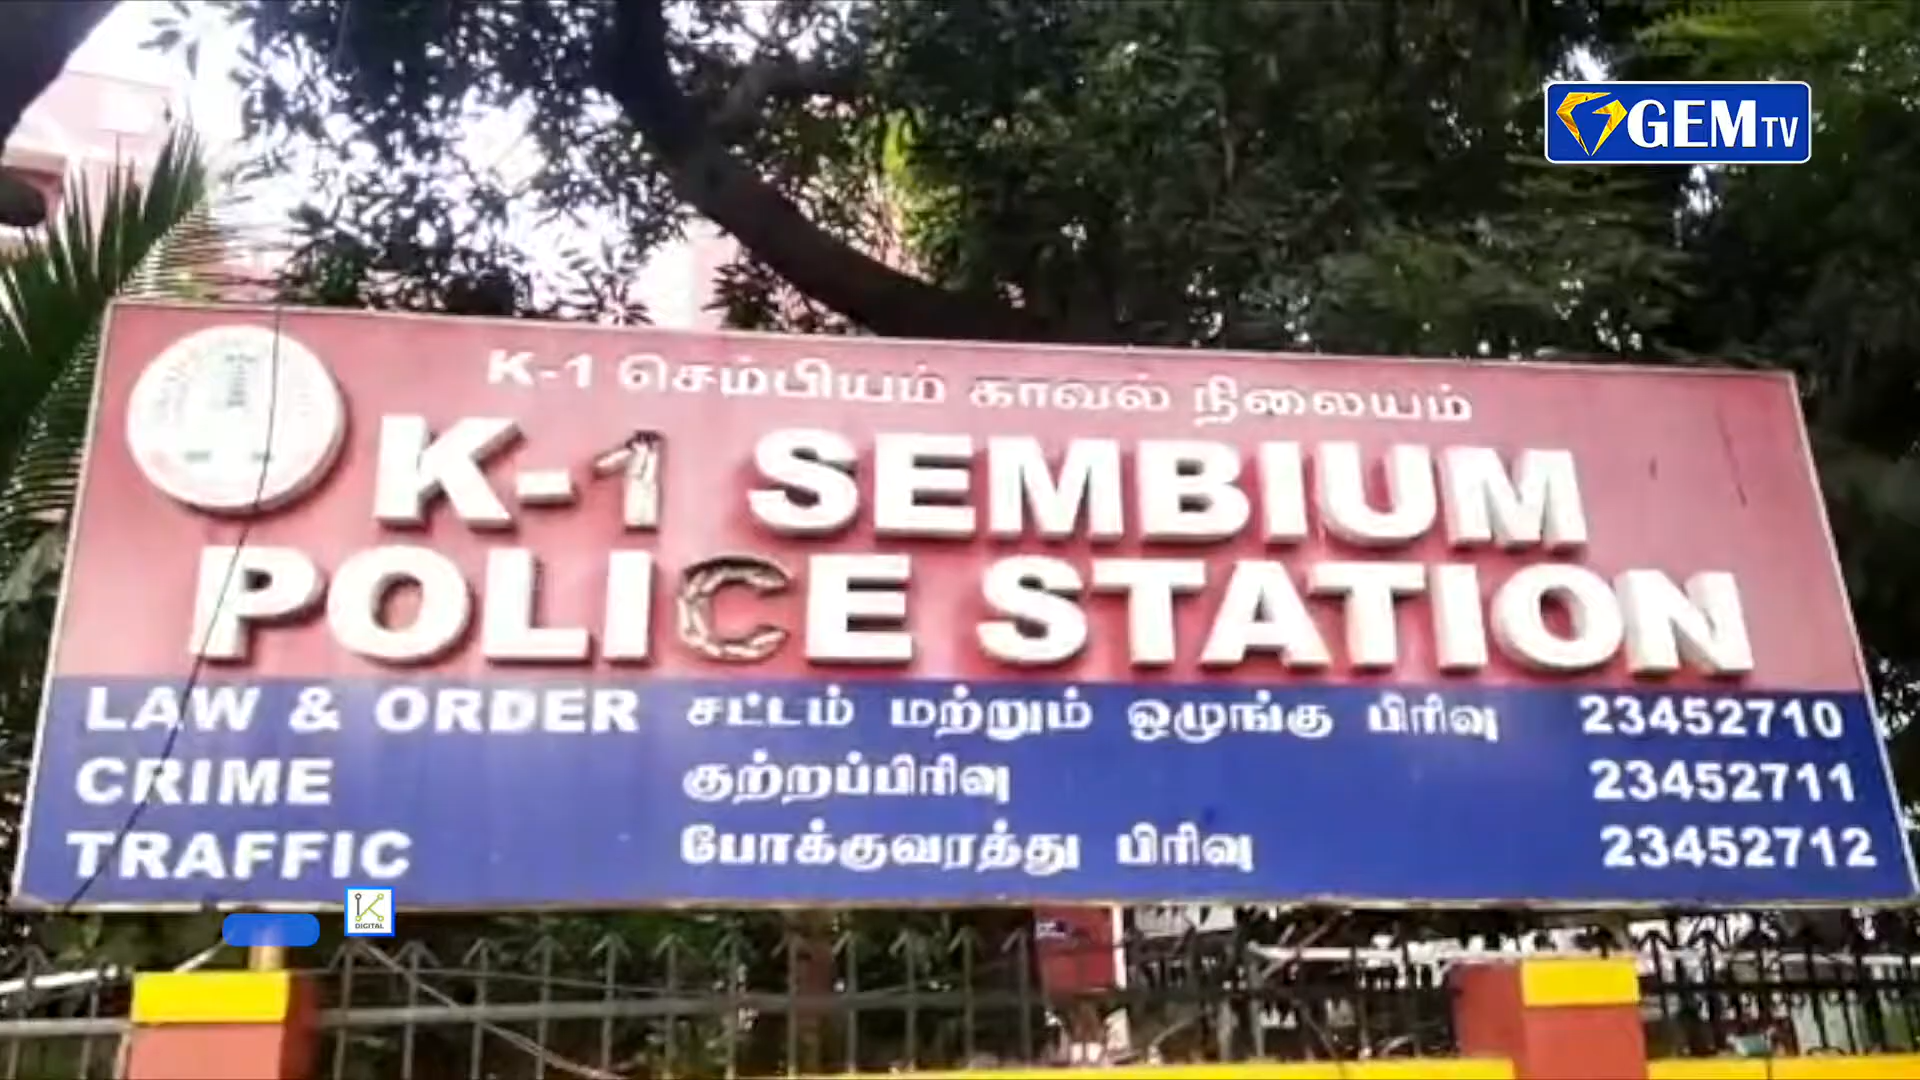 GEM TV
K-1 செம்பியம் காவல் நிலையம்
K-1 SEMBIUM
POLICE STATION
LAW & ORDER சட்டம் மற்றும் ஒழுங்கு பிரிவு 23452710
CRIME குற்றப்பிரிவு 23452711
TRAFFIC போக்குவரத்து பிரிவு 23452712
K DIGITAL